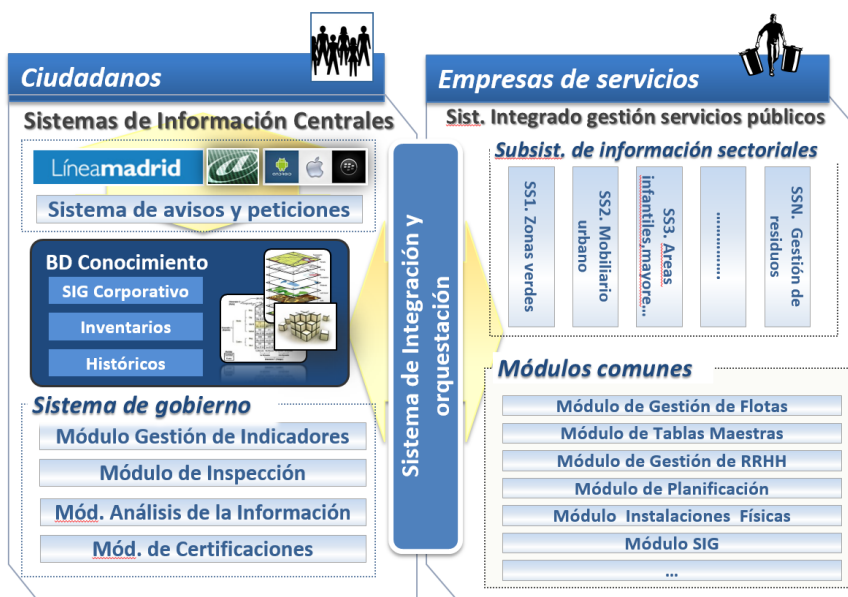 Ciudadanos
Sistemas de Información Centrales
Líneamadrid
ANDROID
Sistema de avisos y peticiones
BD Conocimiento
SIG Corporativo
Inventarios
Históricos
Sistema de gobierno
Módulo Gestión de Indicadores
Módulo de Inspección
Mód. Análisis de la Información
Mód. de Certificaciones
Sistema de Integración y
orquestación
Empresas de servicios
Sist. Integrado gestión servicios públicos
Subsist. de información sectoriales
SS1. Zonas verdes
SS2. Mobiliario
urbano
SS3. Areas
infantiles,mayore...
................
SSN. Gestión de
residuos
Módulos comunes
Módulo de Gestión de Flotas
Módulo de Tablas Maestras
Módulo de Gestión de RRHH
Módulo de Planificación
Módulo Instalaciones Físicas
Módulo SIG
...